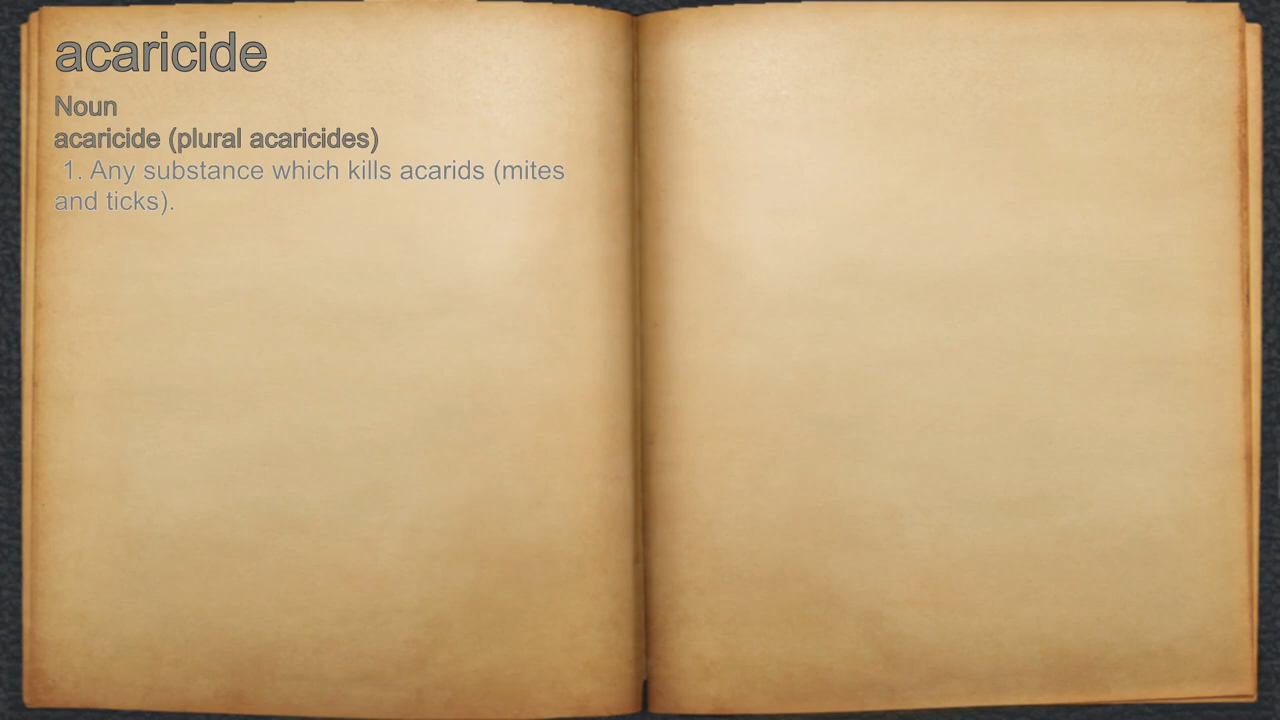 acaricide
Noun
acaricide (plural acaricides)
1. Any substance which kills acarids (mites
and ticks).